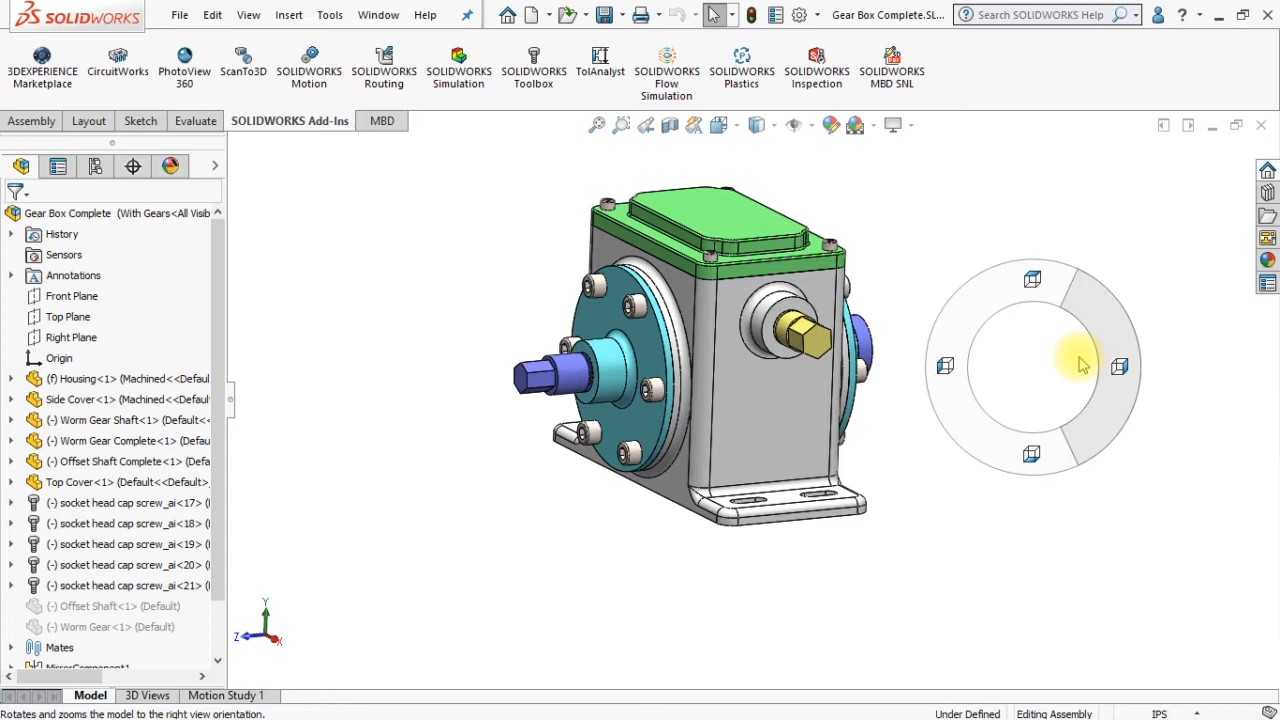 SOLIDWORKS
File Edit View Insert Tools Window Help
Gear Box Complete.SL...
Search SOLIDWORKS Help
3DEXPERIENCE Marketplace
CircuitWorks
PhotoView 360
ScanTo3D
SOLIDWORKS Motion
SOLIDWORKS Routing
SOLIDWORKS Simulation
SOLIDWORKS Toolbox
TolAnalyst
SOLIDWORKS Flow Simulation
SOLIDWORKS Plastics
SOLIDWORKS Inspection
SOLIDWORKS MBD SNL
Assembly Layout Sketch Evaluate SOLIDWORKS Add-Ins MBD
Gear Box Complete (With Gears<All Visib
History
Sensors
Annotations
Front Plane
Top Plane
Right Plane
Origin
(f) Housing<1> (Machined<<Defaul
Side Cover<1> (Machined<<Default
(-) Worm Gear Shaft<1> (Default<<
(-) Worm Gear Complete<1> (Default
(-) Offset Shaft Complete<1> (Defa
Top Cover<1> (Default<<Default>_
(-) socket head cap screw_ai<17> (
(-) socket head cap screw_ai<18> (
(-) socket head cap screw_ai<19> (
(-) socket head cap screw_ai<20> (
(-) socket head cap screw_ai<21> (
(-) Offset Shaft<1> (Default)
(-) Worm Gear<1> (Default)
Mates
MirrorComponent1
Y
Z
X
Model 3D Views Motion Study 1
Rotates and zooms the model to the right view orientation.
Under Defined Editing Assembly IPS